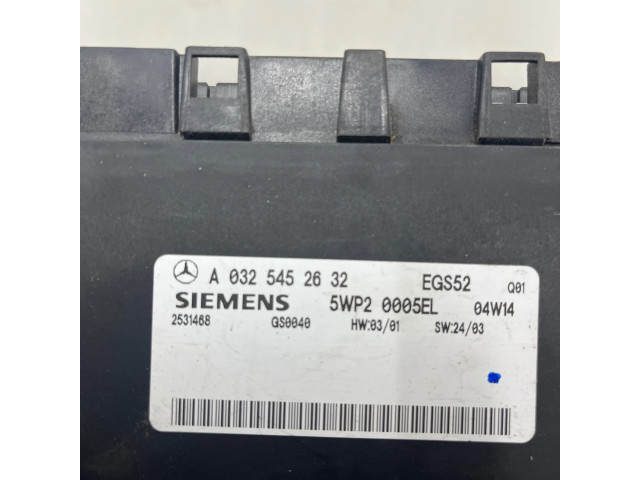 A 032 545 26 32 EGS52 Q01
SIEMENS 5WP2 0005EL 04W14
2531468 GS0040 HW:03/01 SW:24/03